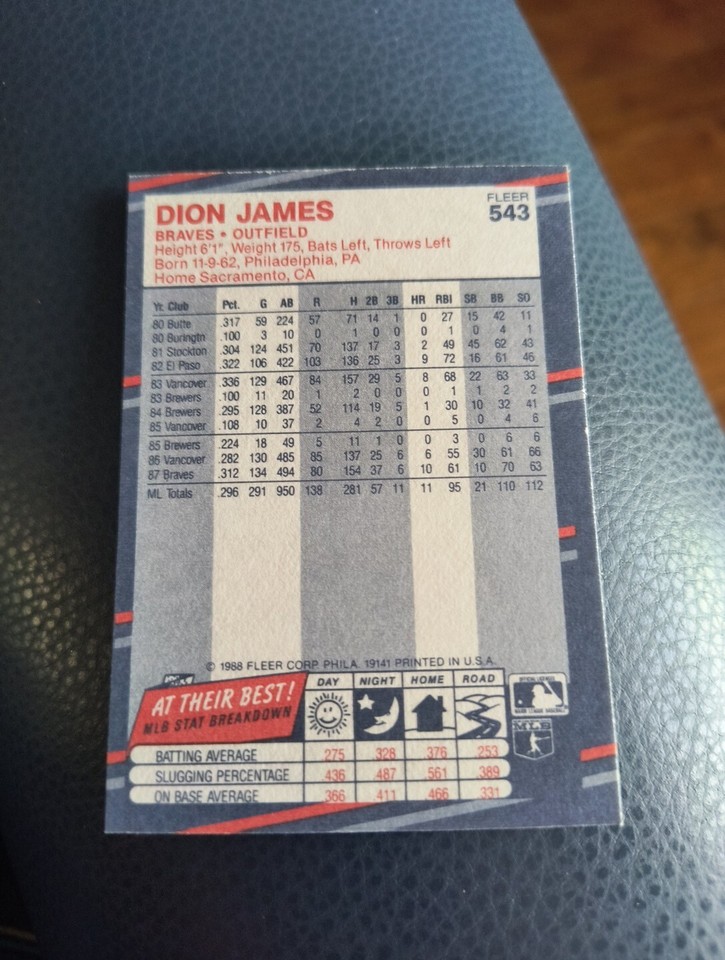 FLEER
DION JAMES 543
BRAVES • OUTFIELD
Height 6'1", Weight 175, Bats Left, Throws Left
Born 11-9-62, Philadelphia, PA
Home Sacramento, CA
Yr. Club Pct. G AB R H 2B 3B HR RBI SB BB SO
80 Butte .317 59 224 57 71 14 1 0 27 15 42 11
80 Burlngtn .100 3 10 0 1 0 0 0 1 0 4 1
81 Stockton .304 124 451 70 137 17 3 2 49 45 62 43
82 El Paso .322 106 422 103 136 25 3 9 72 16 61 46
83 Vancover .336 129 467 84 157 29 5 8 68 22 63 33
83 Brewers .100 11 20 1 2 0 0 0 1 1 2 2
84 Brewers .295 128 387 52 114 19 5 1 30 10 32 41
85 Vancover .108 10 37 2 4 2 0 0 5 0 4 6
85 Brewers .224 18 49 5 11 1 0 0 3 0 6 6
86 Vancover .282 130 485 85 137 25 6 6 55 30 61 66
87 Braves .312 134 494 80 154 37 6 10 61 10 70 63
ML Totals .296 291 950 138 281 57 11 11 95 21 110 112
© 1988 FLEER CORP. PHILA. 19141 PRINTED IN U.S.A.
AT THEIR BEST!
MLB STAT BREAKDOWN
DAY NIGHT HOME ROAD
BATTING AVERAGE .275 .328 .376 .253
SLUGGING PERCENTAGE .436 .487 .561 .389
ON BASE AVERAGE .366 .411 .466 .331
MLB